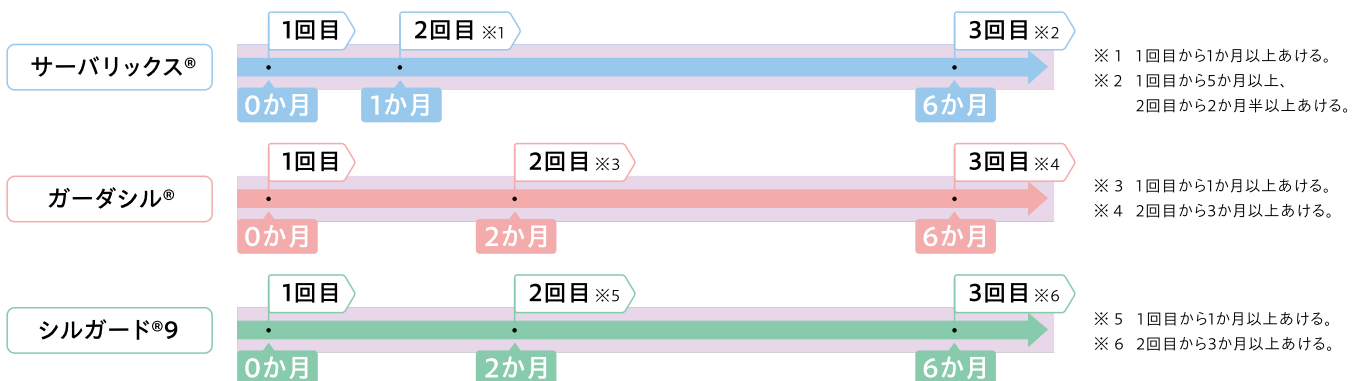 1回目 2回目 ※1 3回目 ※2
サーバリックス®
0か月 1か月 6か月
※1 1回目から1か月以上あける。
※2 1回目から5か月以上、
2回目から2か月半以上あける。
1回目 2回目 ※3 3回目 ※4
ガーダシル®
0か月 2か月 6か月
※3 1回目から1か月以上あける。
※4 2回目から3か月以上あける。
1回目 2回目 ※5 3回目 ※6
シルガード®9
0か月 2か月 6か月
※5 1回目から1か月以上あける。
※6 2回目から3か月以上あける。